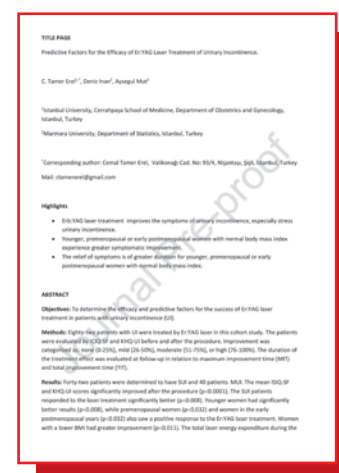 TITLE PAGE
Predictive Factors for the Efficacy of Er:YAG Laser Treatment of Urinary Incontinence.
C. Tamer Erel¹,*, Deniz Inan², Aysegul Mut¹
¹Istanbul University, Cerrahpaşa School of Medicine, Department of Obstetrics and Gynecology,
Istanbul, Turkey
²Marmara University, Department of Statistics, Istanbul, Turkey
*Corresponding author: Cemal Tamer Erel, Valikonağı Cad. No: 93/4, Nişantaşı, Şişli, Istanbul, Turkey
Mail: ctamererel@gmail.com
Highlights
• Erb:YAG laser treatment improves the symptoms of urinary incontinence, especially stress
urinary incontinence.
• Younger, premenopausal or early postmenopausal women with normal body mass index
experience greater symptomatic improvement.
• The relief of symptoms is of greater duration for younger, premenopausal or early
postmenopausal women with normal body mass index.
ABSTRACT
Objectives: To determine the efficacy and predictive factors for the success of Er:YAG laser
treatment in patients with urinary incontinence (UI).
Methods: Eighty-two patients with UI were treated by Er:YAG laser in this cohort study. The patients
were evaluated by ICIQ-SF and KHQ-UI before and after the procedure. Improvement was
categorized as: none (0-25%), mild (26-50%), moderate (51-75%), or high (76-100%). The duration of
the treatment effect was evaluated at follow-up in relation to maximum improvement time (MIT)
and total improvement time (TIT).
Results: Forty-two patients were determined to have SUI and 40 patients MUI. The mean ISIQ-SF
and KHQ-UI scores significantly improved after the procedure (p<0.0001). The SUI patients
responded to the laser treatment significantly better (p=0.008). Younger women had significantly
better results (p=0.008), while premenopausal women (p=0.032) and women in the early
postmenopausal years (p=0.032) also saw a positive response to the Er:YAG laser treatment. Women
with a lower BMI had greater improvement (p=0.011). The total laser energy expenditure during the
Journal Pre-proof